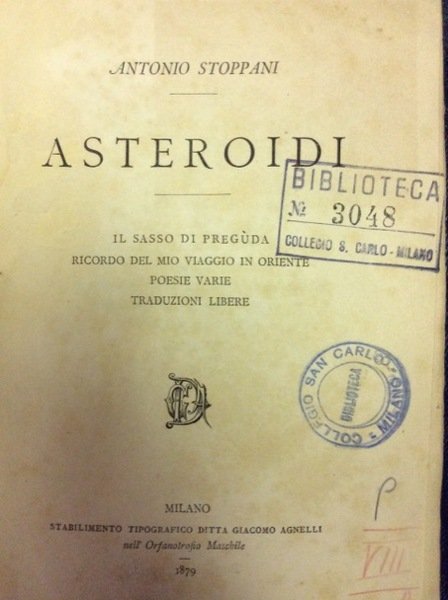 ANTONIO STOPPANI
ASTEROIDI
BIBLIOTECA
№ 3048
COLLEGIO S. CARLO - MILANO
IL SASSO DI PREGÙDA
RICORDO DEL MIO VIAGGIO IN ORIENTE
POESIE VARIE
TRADUZIONI LIBERE
COLLEGIO SAN CARLO
MILANO
BIBLIOTECA
MILANO
STABILIMENTO TIPOGRAFICO DITTA GIACOMO AGNELLI
nell' Orfanotrofio Maschile
1879
P
VIII